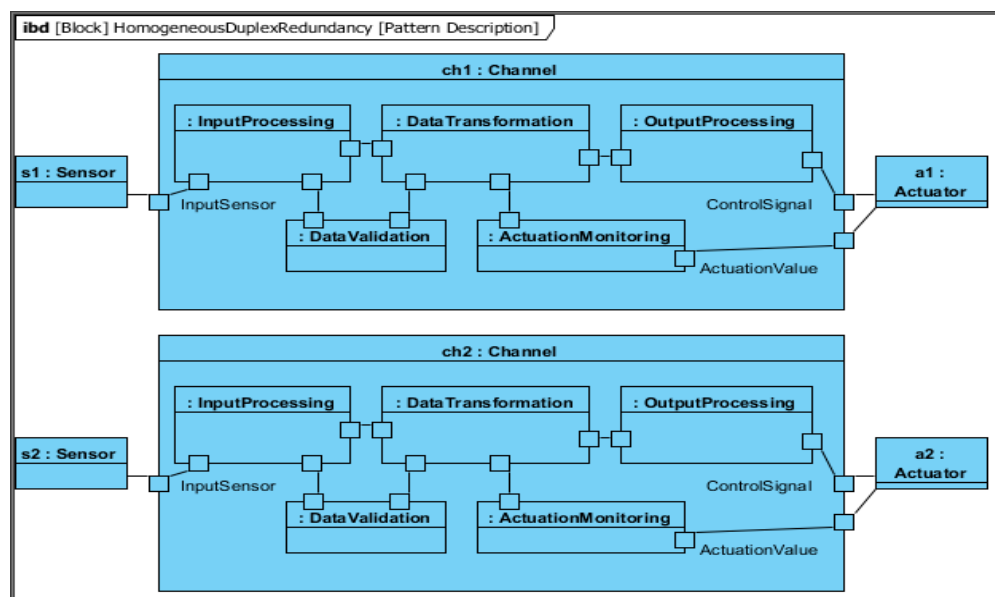 ibd [Block] HomogeneousDuplexRedundancy [Pattern Description]
ch1 : Channel
: InputProcessing
: DataTransformation
: OutputProcessing
s1 : Sensor
a1 :
Actuator
InputSensor
ControlSignal
: DataValidation
: ActuationMonitoring
ActuationValue
ch2 : Channel
: InputProcessing
: DataTransformation
: OutputProcessing
s2 : Sensor
a2 :
Actuator
InputSensor
ControlSignal
: DataValidation
: ActuationMonitoring
ActuationValue